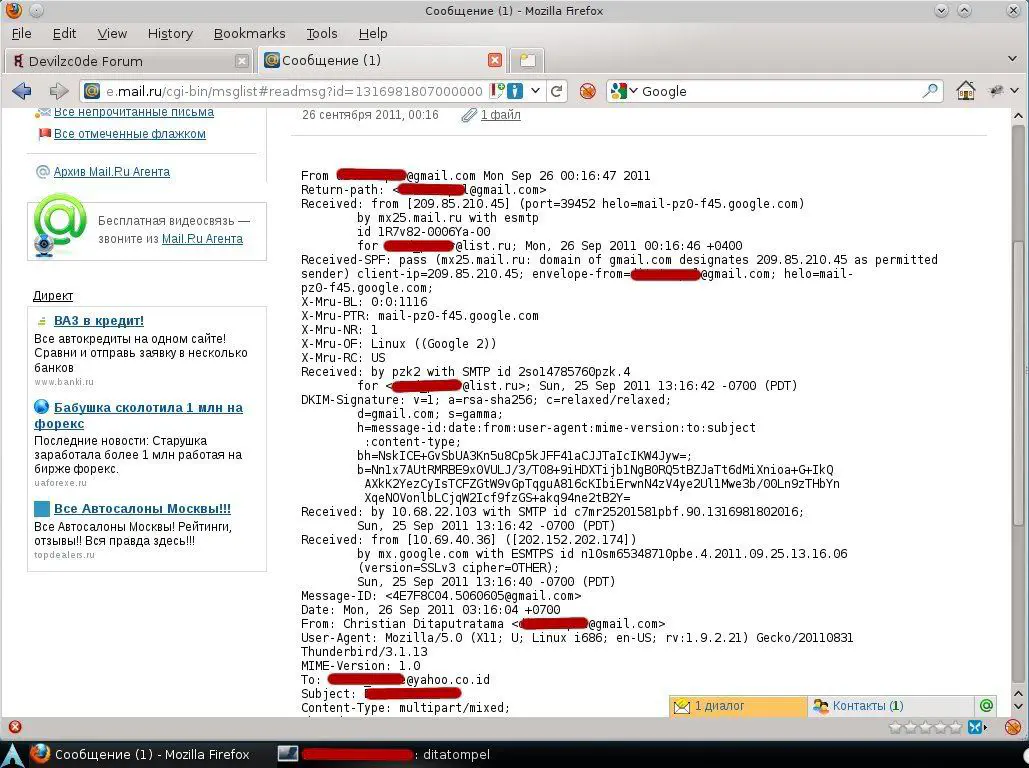 Сообщение (1) - Mozilla Firefox
File Edit View History Bookmarks Tools Help
Devilzc0de Forum
Сообщение (1)
e.mail.ru/cgi-bin/msglist#readmsg?id=1316981807000000
Google
Все непрочитанные письма
Все отмеченные флажком
Архив Mail.Ru Агента
Бесплатная видеосвязь —
звоните из Mail.Ru Агента
Директ
ВАЗ в кредит!
Все автокредиты на одном сайте!
Сравни и отправь заявку в несколько
банков
www.banki.ru
Бабушка сколотила 1 млн на
форекс
Последние новости: Старушка
заработала более 1 млн работая на
бирже форекс.
uaforexe.ru
Все Автосалоны Москвы!!!
Все Автосалоны Москвы! Рейтинги,
отзывы!! Вся правда здесь!!!
topdealers.ru
26 сентября 2011, 00:16 1 файл
From @gmail.com Mon Sep 26 00:16:47 2011
Return-path: < l@gmail.com>
Received: from [209.85.210.45] (port=39452 helo=mail-pz0-f45.google.com)
by mx25.mail.ru with esmtp
id 1R7v82-0006Ya-00
for @list.ru; Mon, 26 Sep 2011 00:16:46 +0400
Received-SPF: pass (mx25.mail.ru: domain of gmail.com designates 209.85.210.45 as permitted
sender) client-ip=209.85.210.45; envelope-from= @gmail.com; helo=mail-
pz0-f45.google.com;
X-Mru-BL: 0:0:1116
X-Mru-PTR: mail-pz0-f45.google.com
X-Mru-NR: 1
X-Mru-OF: Linux ((Google 2))
X-Mru-RC: US
Received: by pzk2 with SMTP id 2so14785760pzk.4
for < @list.ru>; Sun, 25 Sep 2011 13:16:42 -0700 (PDT)
DKIM-Signature: v=1; a=rsa-sha256; c=relaxed/relaxed;
d=gmail.com; s=gamma;
h=message-id:date:from:user-agent:mime-version:to:subject
:content-type;
bh=NskICE+GvSbUA3Kn5u8Cp5kJFF41aCJJTaIcIKW4Jyw=;
b=Nn1x7AUtRMRBE9xOVULJ/3/T08+9iHDXTijb1NgBORQ5tBZJaTt6dMiXnioa+G+IkQ
AXkK2YezCyIsTCFZGtW9vGpTqguA816cKIbiErwnN4zV4ye2Ul1Mwe3b/00Ln9zTHbYn
XqeNOVonlbLCjqW2Icf9fzGS+akq94ne2tB2Y=
Received: by 10.68.22.103 with SMTP id c7mr25201581pbf.90.1316981802016;
Sun, 25 Sep 2011 13:16:42 -0700 (PDT)
Received: from [10.69.40.36] ([202.152.202.174])
by mx.google.com with ESMTPS id n10sm65348710pbe.4.2011.09.25.13.16.06
(version=SSLv3 cipher=OTHER);
Sun, 25 Sep 2011 13:16:40 -0700 (PDT)
Message-ID: <4E7F8C04.5060605@gmail.com>
Date: Mon, 26 Sep 2011 03:16:04 +0700
From: Christian Ditaputratama < @gmail.com>
User-Agent: Mozilla/5.0 (X11; U; Linux i686; en-US; rv:1.9.2.21) Gecko/20110831
Thunderbird/3.1.13
MIME-Version: 1.0
To: @yahoo.co.id
Subject:
Content-Type: multipart/mixed;
1 диалог
Контакты (1)
Сообщение (1) - Mozilla Firefox
: ditatompel